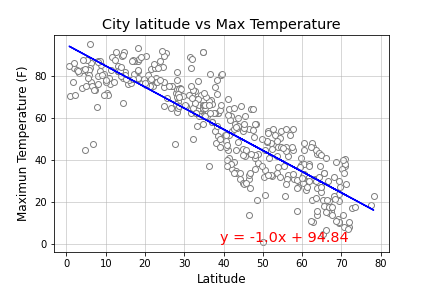 City latitude vs Max Temperature
Maximun Temperature (F)
80
60
40
20
0
y = -1.0x + 94.84
0 10 20 30 40 50 60 70 80
Latitude